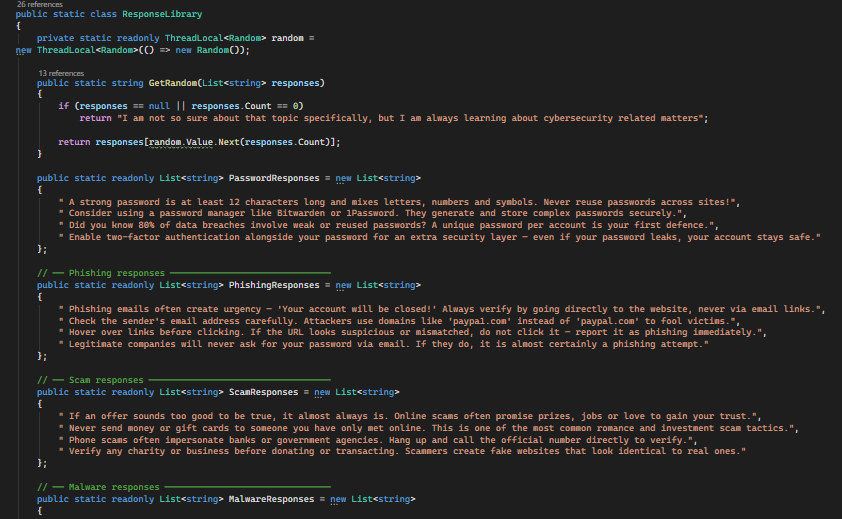 26 references
public static class ResponseLibrary
{
    private static readonly ThreadLocal<Random> random =
new ThreadLocal<Random>(() => new Random());
    13 references
    public static string GetRandom(List<string> responses)
    {
        if (responses == null || responses.Count == 0)
            return "I am not so sure about that topic specifically, but I am always learning about cybersecurity related matters";
        return responses[random.Value.Next(responses.Count)];
    }
    public static readonly List<string> PasswordResponses = new List<string>
    {
        " A strong password is at least 12 characters long and mixes letters, numbers and symbols. Never reuse passwords across sites!",
        " Consider using a password manager like Bitwarden or 1Password. They generate and store complex passwords securely.",
        " Did you know 80% of data breaches involve weak or reused passwords? A unique password per account is your first defence.",
        " Enable two-factor authentication alongside your password for an extra security layer — even if your password leaks, your account stays safe."
    };
    // ── Phishing responses ──────────────────────────────
    public static readonly List<string> PhishingResponses = new List<string>
    {
        " Phishing emails often create urgency — 'Your account will be closed!' Always verify by going directly to the website, never via email links.",
        " Check the sender's email address carefully. Attackers use domains like 'paypa1.com' instead of 'paypal.com' to fool victims.",
        " Hover over links before clicking. If the URL looks suspicious or mismatched, do not click it — report it as phishing immediately.",
        " Legitimate companies will never ask for your password via email. If they do, it is almost certainly a phishing attempt."
    };
    // ── Scam responses ──────────────────────────────────
    public static readonly List<string> ScamResponses = new List<string>
    {
        " If an offer sounds too good to be true, it almost always is. Online scams often promise prizes, jobs or love to gain your trust.",
        " Never send money or gift cards to someone you have only met online. This is one of the most common romance and investment scam tactics.",
        " Phone scams often impersonate banks or government agencies. Hang up and call the official number directly to verify.",
        " Verify any charity or business before donating or transacting. Scammers create fake websites that look identical to real ones."
    };
    // ── Malware responses ───────────────────────────────
    public static readonly List<string> MalwareResponses = new List<string>
    {